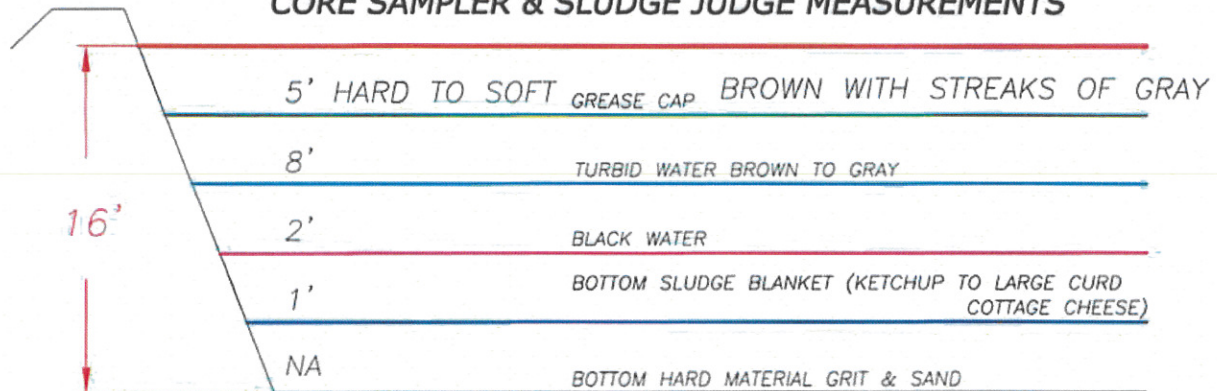 CORE SAMPLER & SLUDGE JUDGE MEASUREMENTS
5' HARD TO SOFT GREASE CAP BROWN WITH STREAKS OF GRAY
8' TURBID WATER BROWN TO GRAY
16'
2' BLACK WATER
1' BOTTOM SLUDGE BLANKET (KETCHUP TO LARGE CURD
COTTAGE CHEESE)
NA BOTTOM HARD MATERIAL GRIT & SAND